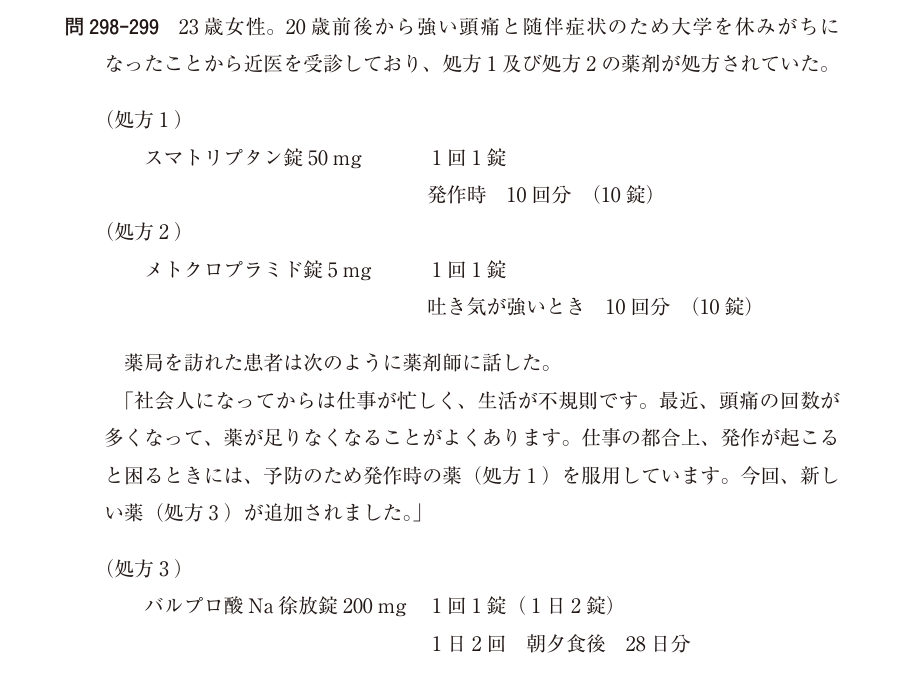 問 298-299　23 歳女性。20 歳前後から強い頭痛と随伴症状のため大学を休みがちに
なったことから近医を受診しており、処方１及び処方２の薬剤が処方されていた。
（処方１）
スマトリプタン錠 50 mg　１回１錠
発作時　10 回分　（10 錠）
（処方２）
メトクロプラミド錠 5 mg　１回１錠
吐き気が強いとき　10 回分　（10 錠）
薬局を訪れた患者は次のように薬剤師に話した。
「社会人になってからは仕事が忙しく、生活が不規則です。最近、頭痛の回数が
多くなって、薬が足りなくなることがよくあります。仕事の都合上、発作が起こる
と困るときには、予防のため発作時の薬（処方１）を服用しています。今回、新し
い薬（処方３）が追加されました。」
（処方３）
バルプロ酸 Na 徐放錠 200 mg　１回１錠（１日２錠）
１日２回　朝夕食後　28 日分